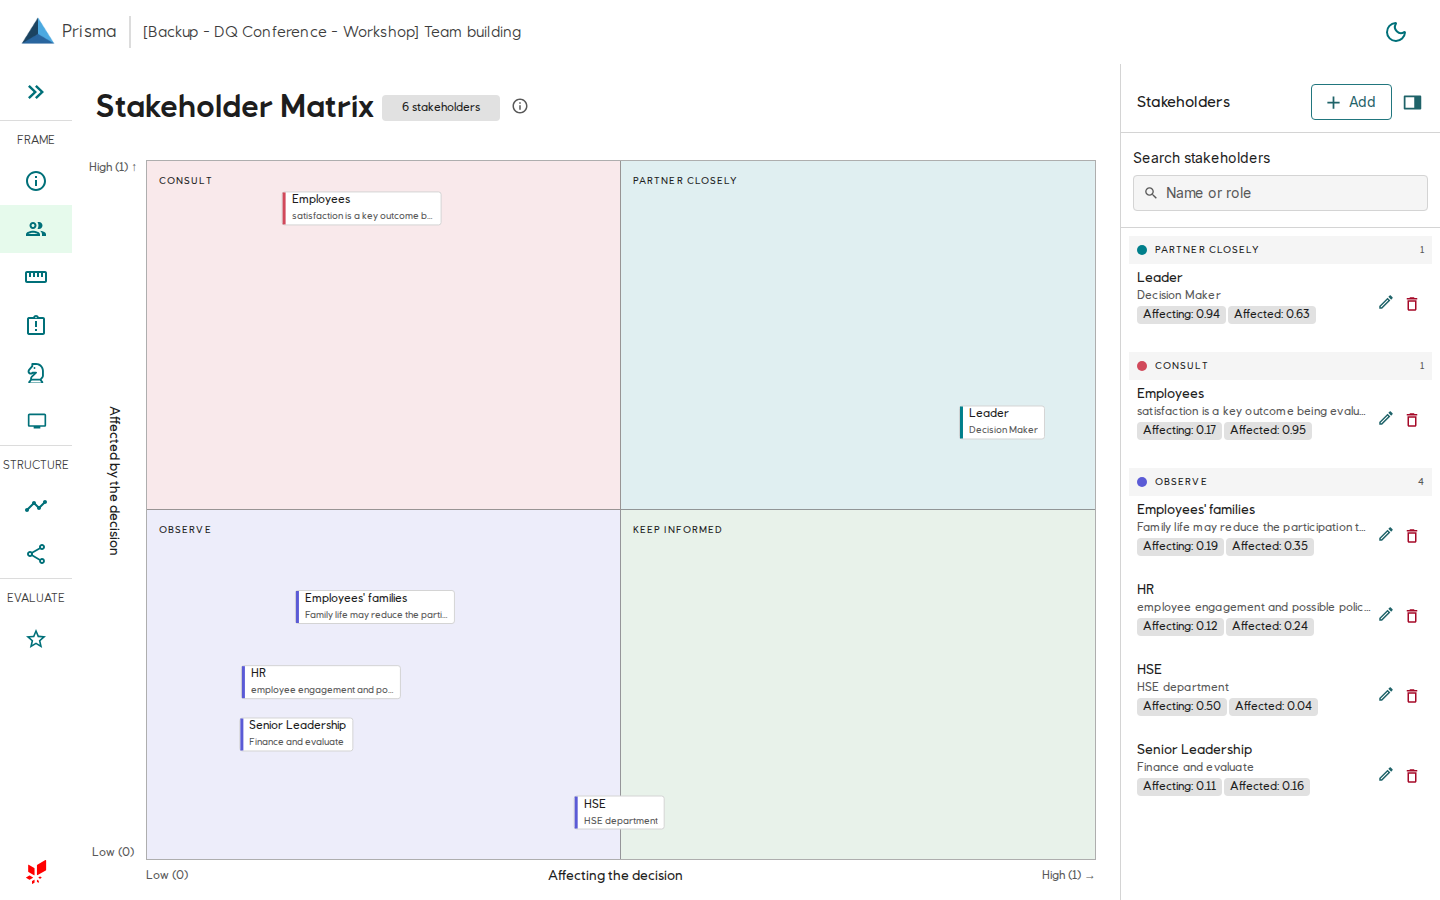 Prisma
[Backup - DQ Conference - Workshop] Team building
FRAME
STRUCTURE
EVALUATE
Stakeholder Matrix
6 stakeholders
High (1) ↑
Affected by the decision
Low (0)
CONSULT
Employees
satisfaction is a key outcome b...
PARTNER CLOSELY
Leader
Decision Maker
OBSERVE
Employees' families
Family life may reduce the parti...
HR
employee engagement and po...
Senior Leadership
Finance and evaluate
HSE
HSE department
KEEP INFORMED
Low (0)
Affecting the decision
High (1) →
Stakeholders
Add
Search stakeholders
Name or role
PARTNER CLOSELY 1
Leader
Decision Maker
Affecting: 0.94 Affected: 0.63
CONSULT 1
Employees
satisfaction is a key outcome being evalu...
Affecting: 0.17 Affected: 0.95
OBSERVE 4
Employees' families
Family life may reduce the participation t...
Affecting: 0.19 Affected: 0.35
HR
employee engagement and possible polic...
Affecting: 0.12 Affected: 0.24
HSE
HSE department
Affecting: 0.50 Affected: 0.04
Senior Leadership
Finance and evaluate
Affecting: 0.11 Affected: 0.16